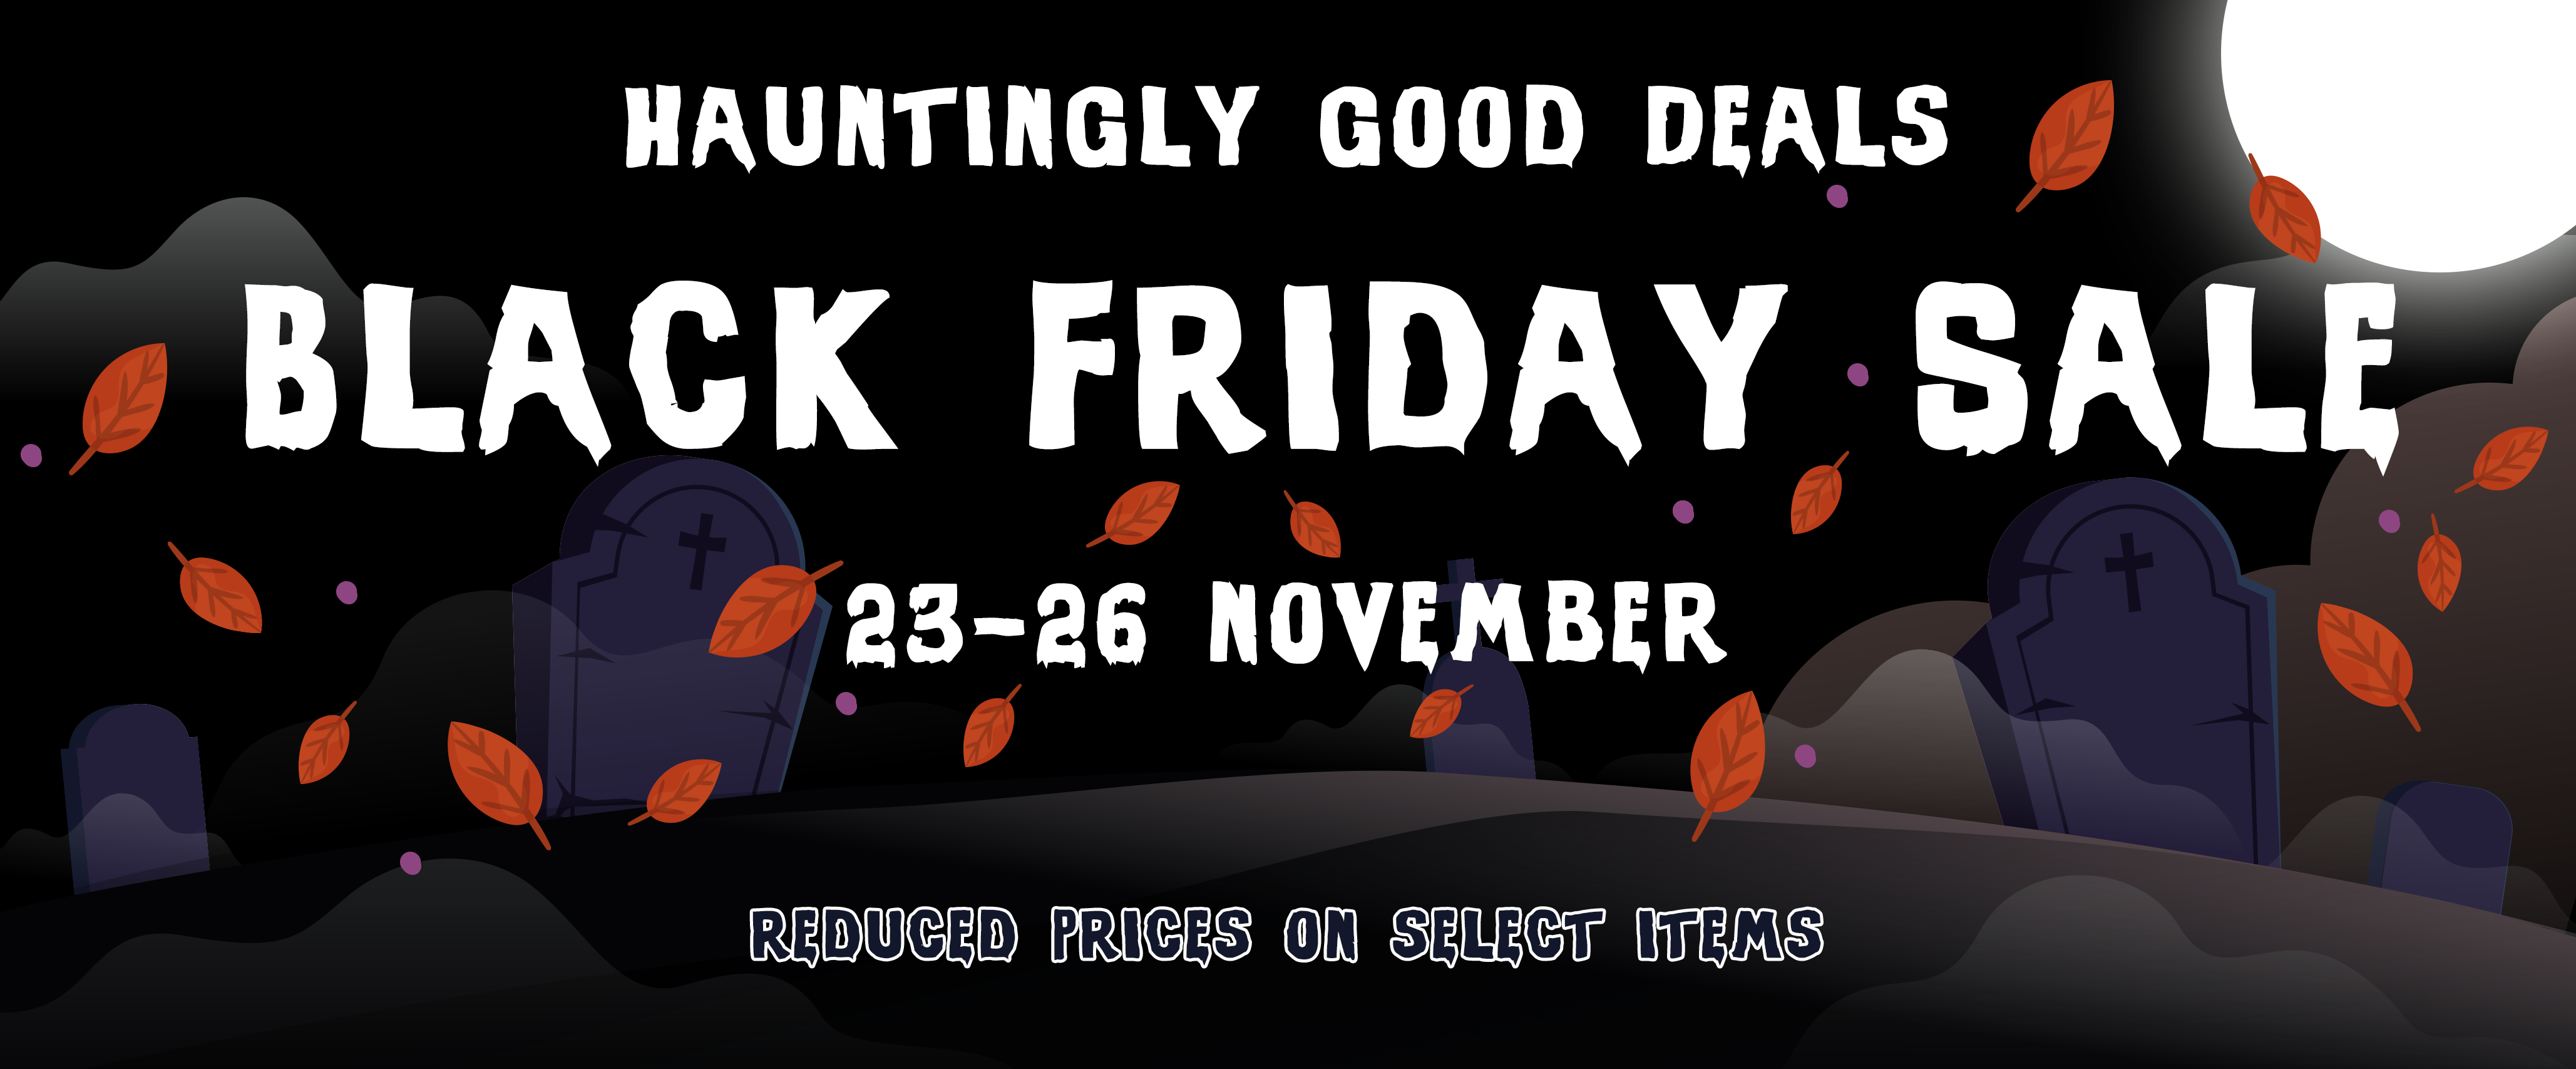 HAUNTINGLY GOOD DEALS
BLACK FRIDAY SALE
23-26 NOVEMBER
REDUCED PRICES ON SELECT ITEMS